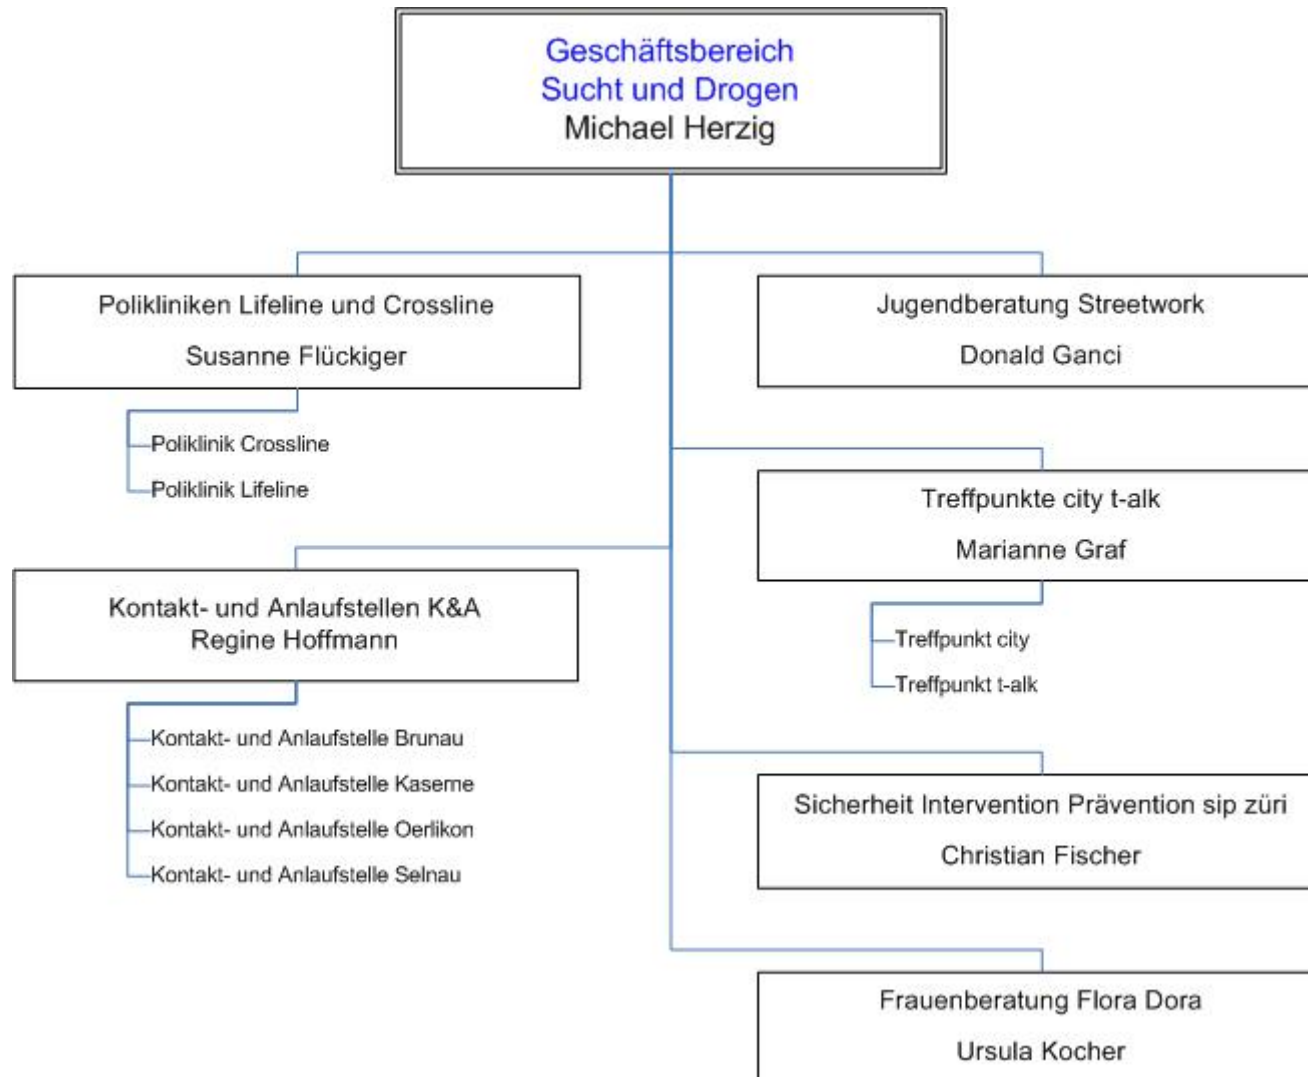 Geschäftsbereich
Sucht und Drogen
Michael Herzig
Polikliniken Lifeline und Crossline
Susanne Flückiger
Poliklinik Crossline
Poliklinik Lifeline
Kontakt- und Anlaufstellen K&A
Regine Hoffmann
Kontakt- und Anlaufstelle Brunau
Kontakt- und Anlaufstelle Kaserne
Kontakt- und Anlaufstelle Oerlikon
Kontakt- und Anlaufstelle Selnau
Jugendberatung Streetwork
Donald Ganci
Treffpunkte city t-alk
Marianne Graf
Treffpunkt city
Treffpunkt t-alk
Sicherheit Intervention Prävention sip züri
Christian Fischer
Frauenberatung Flora Dora
Ursula Kocher